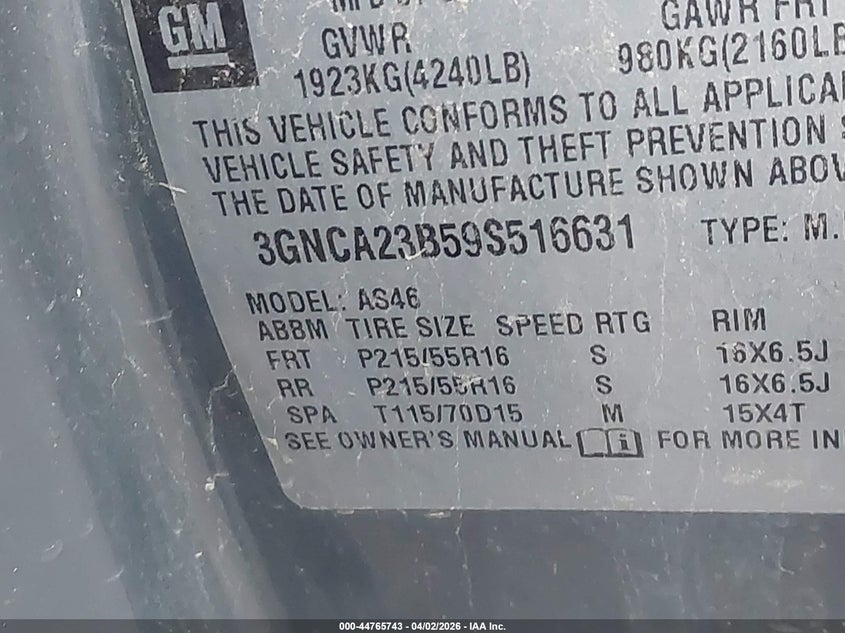 GM
GVWR
GAWR FRT
1923KG(4240LB)
980KG(2160LB
THIS VEHICLE CONFORMS TO ALL
VEHICLE SAFETY AND THEFT PREVENTION
THE DATE OF MANUFACTURE SHOWN
3GNCA23B59S516631 TYPE: M.
MODEL: AS46
ABBM TIRE SIZE SPEED RTG RIM
FRT P215/55R16 S 16X6.5J
RR P215/55R16 S 16X6.5J
SPA T115/70D15 M 15X4T
SEE OWNER'S MANUAL FOR MORE IN
000-44765743 - 04/02/2026 - IAA Inc.